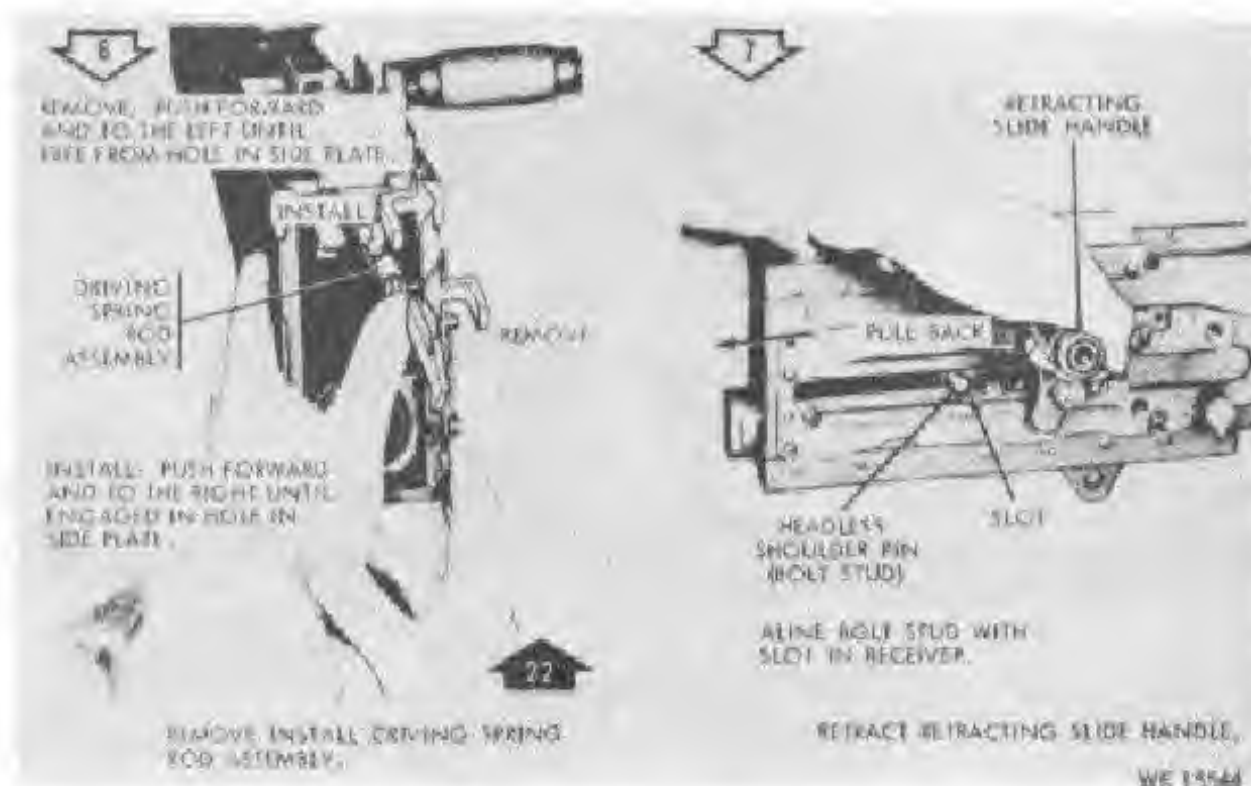 6
REMOVE: PUSH FORWARD
AND TO THE LEFT UNTIL
FREE FROM HOLE IN SIDE PLATE.
INSTALL
DRIVING
SPRING
ROD
ASSEMBLY
REMOVE
INSTALL: PUSH FORWARD
AND TO THE RIGHT UNTIL
ENGAGED IN HOLE IN
SIDE PLATE.
22
REMOVE INSTALL DRIVING SPRING
ROD ASSEMBLY.
7
RETRACTING
SLIDE HANDLE
PULL BACK
HEADLESS
SHOULDER PIN
(BOLT STUD)
SLOT
ALINE BOLT STUD WITH
SLOT IN RECEIVER.
RETRACT RETRACTING SLIDE HANDLE.
WE